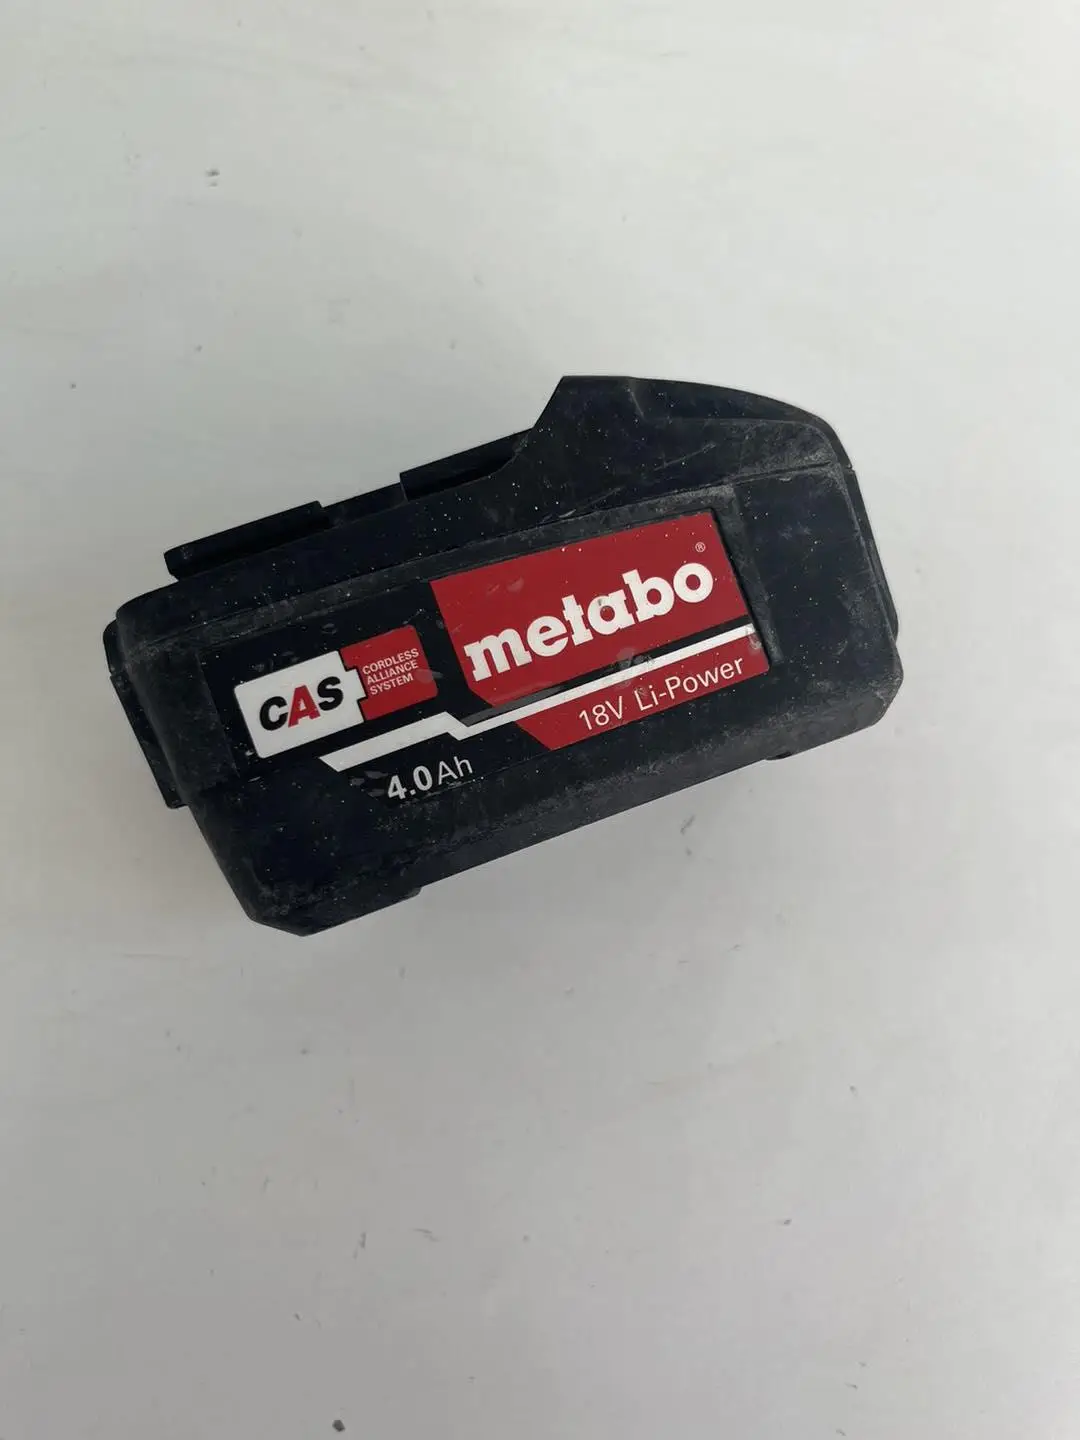 metabo®
CAS
CORDLESS
ALLIANCE
SYSTEM
18V Li-Power
4.0Ah